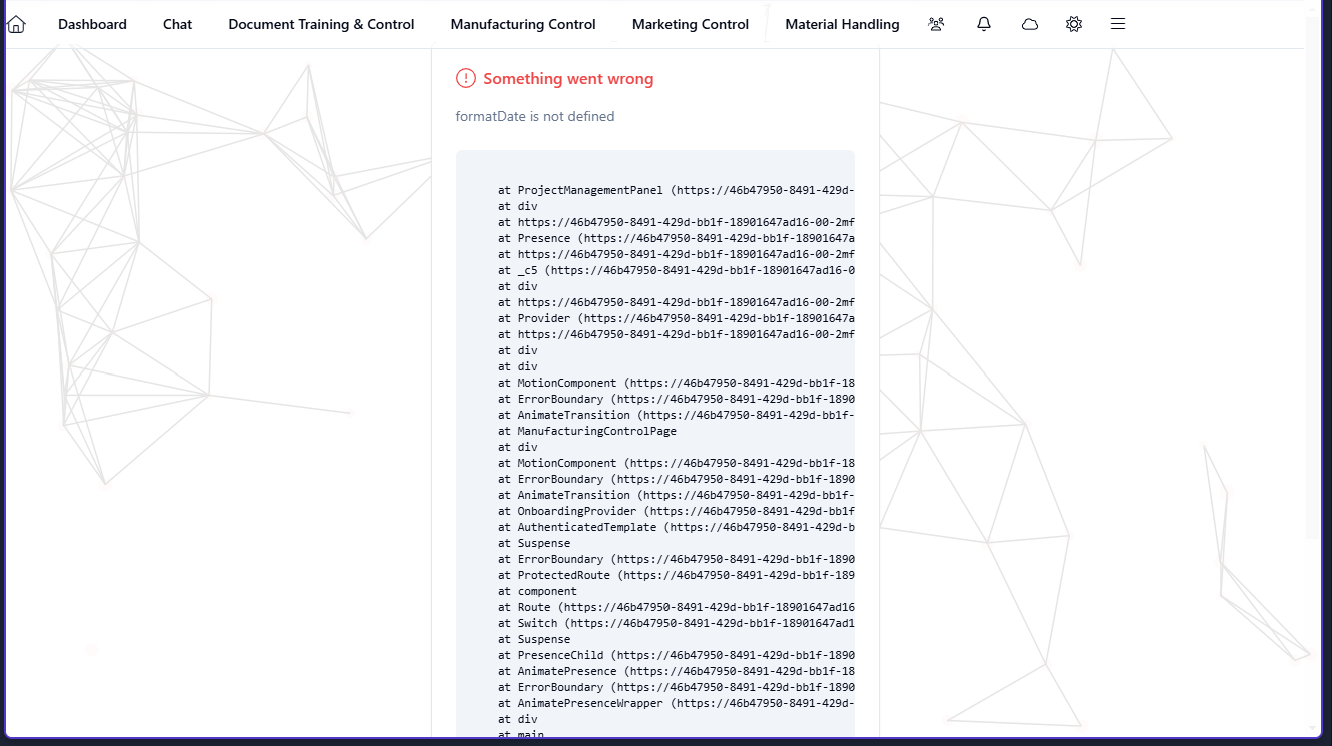 Dashboard Chat Document Training & Control Manufacturing Control Marketing Control Material Handling
Something went wrong
formatDate is not defined
at ProjectManagementPanel (https://46b47950-8491-429d-
at div
at https://46b47950-8491-429d-bb1f-18901647ad16-00-2mf
at Presence (https://46b47950-8491-429d-bb1f-18901647a
at https://46b47950-8491-429d-bb1f-18901647ad16-00-2mf
at _c5 (https://46b47950-8491-429d-bb1f-18901647ad16-0
at div
at https://46b47950-8491-429d-bb1f-18901647ad16-00-2mf
at Provider (https://46b47950-8491-429d-bb1f-18901647a
at https://46b47950-8491-429d-bb1f-18901647ad16-00-2mf
at div
at div
at MotionComponent (https://46b47950-8491-429d-bb1f-18
at ErrorBoundary (https://46b47950-8491-429d-bb1f-1890
at AnimateTransition (https://46b47950-8491-429d-bb1f-
at ManufacturingControlPage
at div
at MotionComponent (https://46b47950-8491-429d-bb1f-18
at ErrorBoundary (https://46b47950-8491-429d-bb1f-1890
at AnimateTransition (https://46b47950-8491-429d-bb1f-
at OnboardingProvider (https://46b47950-8491-429d-bb1f
at AuthenticatedTemplate (https://46b47950-8491-429d-b
at Suspense
at ErrorBoundary (https://46b47950-8491-429d-bb1f-1890
at ProtectedRoute (https://46b47950-8491-429d-bb1f-189
at component
at Route (https://46b47950-8491-429d-bb1f-18901647ad16
at Switch (https://46b47950-8491-429d-bb1f-18901647ad1
at Suspense
at PresenceChild (https://46b47950-8491-429d-bb1f-1890
at AnimatePresence (https://46b47950-8491-429d-bb1f-18
at ErrorBoundary (https://46b47950-8491-429d-bb1f-1890
at AnimatePresenceWrapper (https://46b47950-8491-429d-
at div
at main